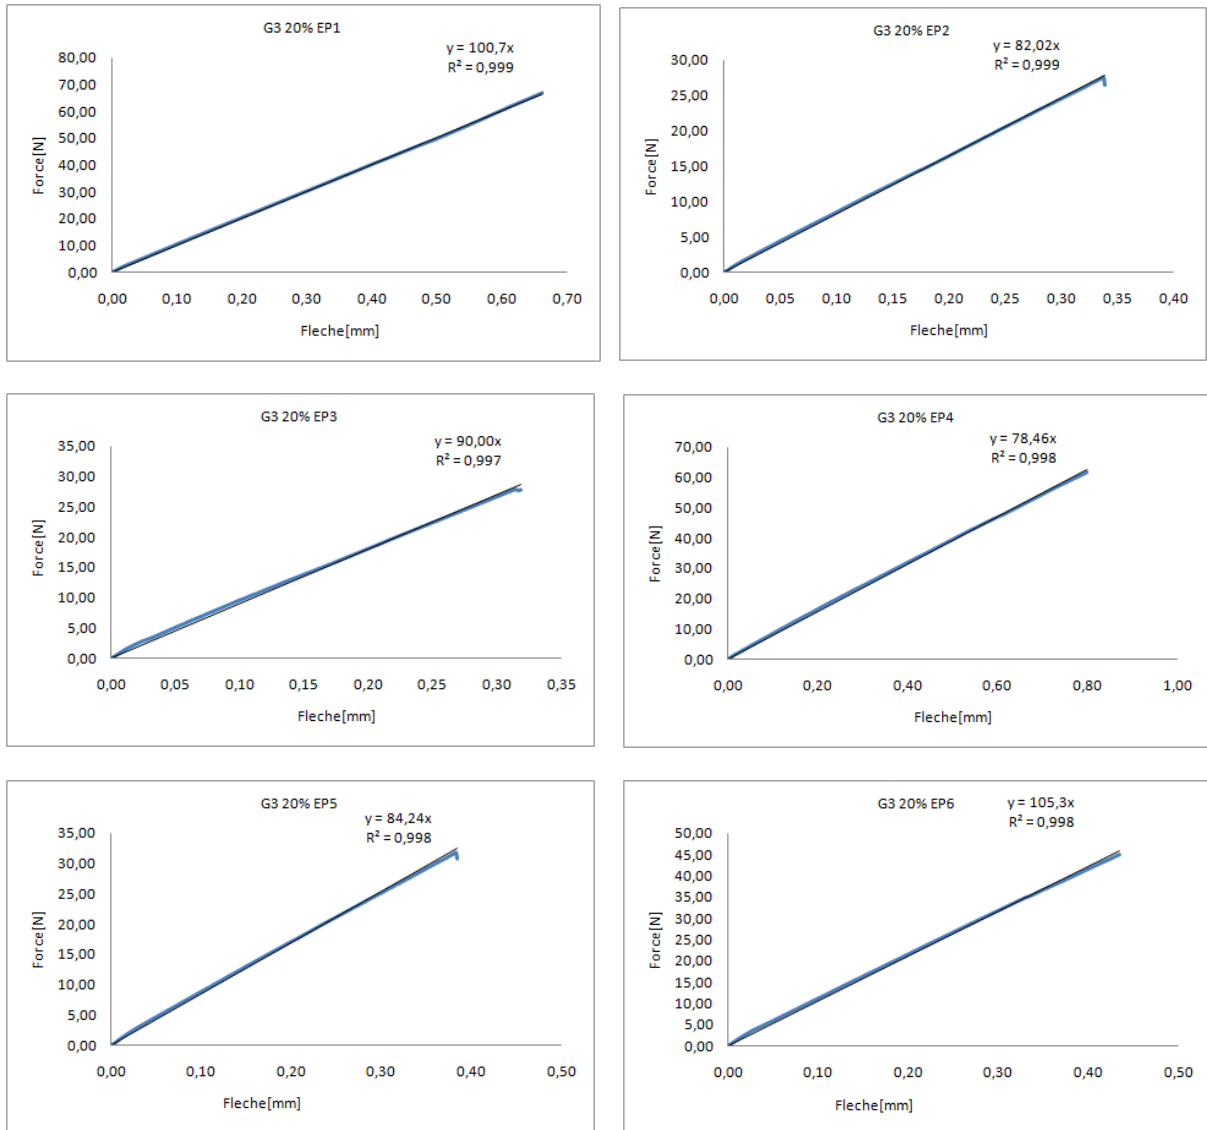 G3 20% EP1
y = 100,7x
R² = 0,999
80,00
70,00
60,00
50,00
40,00
30,00
20,00
10,00
0,00
Force[N]
0,00 0,10 0,20 0,30 0,40 0,50 0,60 0,70
Fleche[mm]
G3 20% EP2
y = 82,02x
R² = 0,999
30,00
25,00
20,00
15,00
10,00
5,00
0,00
Force[N]
0,00 0,05 0,10 0,15 0,20 0,25 0,30 0,35 0,40
Fleche[mm]
G3 20% EP3
y = 90,00x
R² = 0,997
35,00
30,00
25,00
20,00
15,00
10,00
5,00
0,00
Force[N]
0,00 0,05 0,10 0,15 0,20 0,25 0,30 0,35
Fleche[mm]
G3 20% EP4
y = 78,46x
R² = 0,998
70,00
60,00
50,00
40,00
30,00
20,00
10,00
0,00
Force[N]
0,00 0,20 0,40 0,60 0,80 1,00
Fleche[mm]
G3 20% EP5
y = 84,24x
R² = 0,998
35,00
30,00
25,00
20,00
15,00
10,00
5,00
0,00
Force[N]
0,00 0,10 0,20 0,30 0,40 0,50
Fleche[mm]
G3 20% EP6
y = 105,3x
R² = 0,998
50,00
45,00
40,00
35,00
30,00
25,00
20,00
15,00
10,00
5,00
0,00
Force[N]
0,00 0,10 0,20 0,30 0,40 0,50
Fleche[mm]